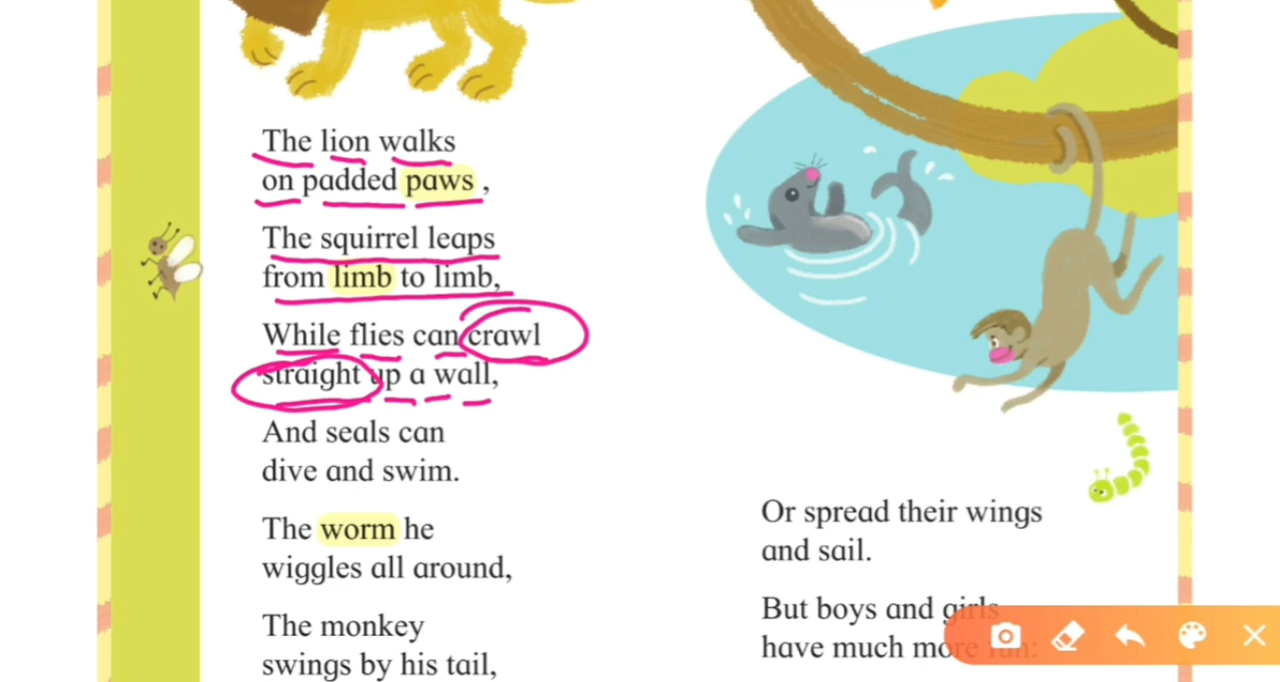 The lion walks
on padded paws ,
The squirrel leaps
from limb to limb,
While flies can crawl
straight up a wall,
And seals can
dive and swim.
The worm he
wiggles all around,
The monkey
swings by his tail,
Or spread their wings
and sail.
But boys and girls
have much more fun: